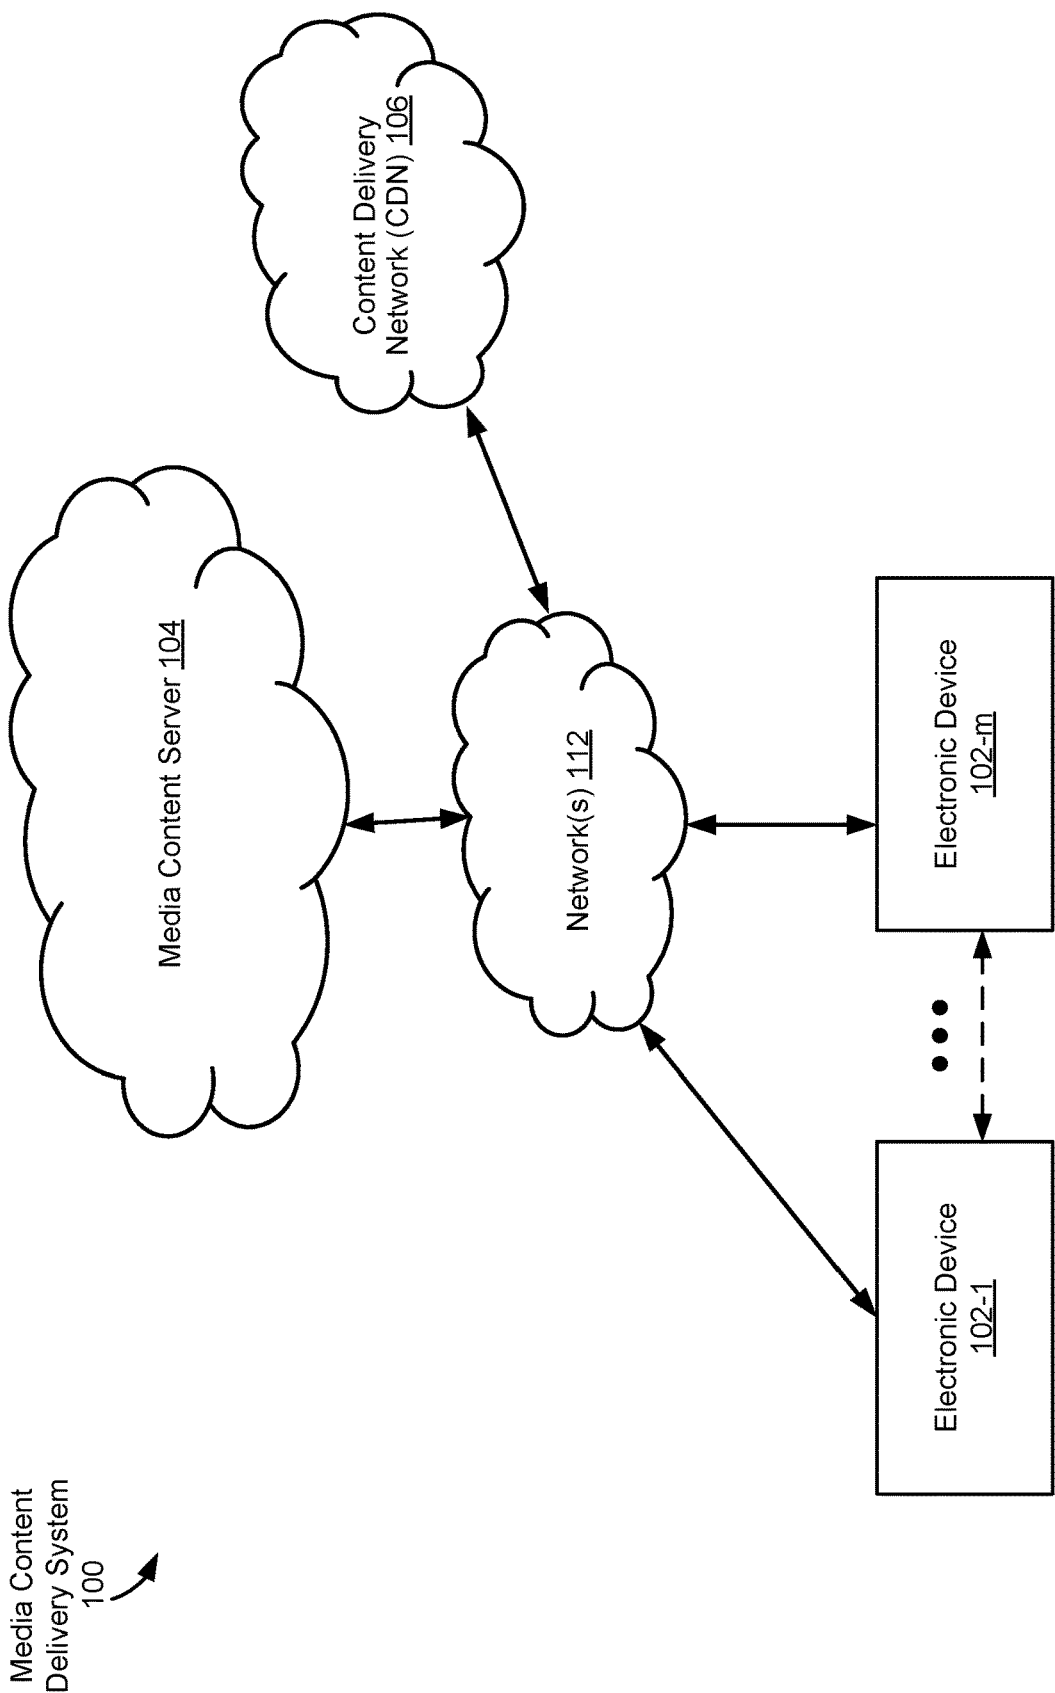 Media Content
Delivery System
100
Media Content Server 104
Content Delivery
Network (CDN) 106
Network(s) 112
Electronic Device
102-1
Electronic Device
102-m